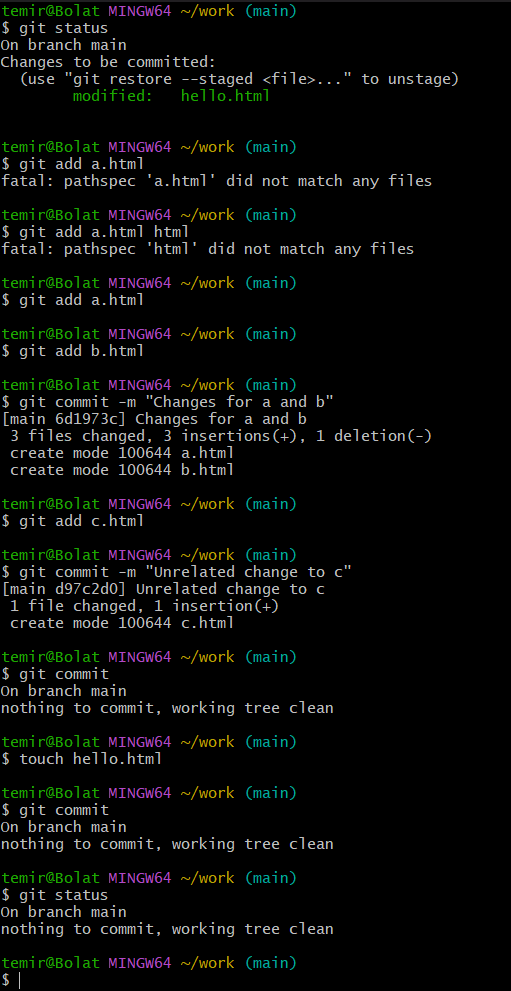 temir@Bolat MINGW64 ~/work (main)
$ git status
On branch main
Changes to be committed:
  (use "git restore --staged <file>..." to unstage)
        modified:   hello.html

temir@Bolat MINGW64 ~/work (main)
$ git add a.html
fatal: pathspec 'a.html' did not match any files

temir@Bolat MINGW64 ~/work (main)
$ git add a.html html
fatal: pathspec 'html' did not match any files

temir@Bolat MINGW64 ~/work (main)
$ git add a.html

temir@Bolat MINGW64 ~/work (main)
$ git add b.html

temir@Bolat MINGW64 ~/work (main)
$ git commit -m "Changes for a and b"
[main 6d1973c] Changes for a and b
 3 files changed, 3 insertions(+), 1 deletion(-)
 create mode 100644 a.html
 create mode 100644 b.html

temir@Bolat MINGW64 ~/work (main)
$ git add c.html

temir@Bolat MINGW64 ~/work (main)
$ git commit -m "Unrelated change to c"
[main d97c2d0] Unrelated change to c
 1 file changed, 1 insertion(+)
 create mode 100644 c.html

temir@Bolat MINGW64 ~/work (main)
$ git commit
On branch main
nothing to commit, working tree clean

temir@Bolat MINGW64 ~/work (main)
$ touch hello.html

temir@Bolat MINGW64 ~/work (main)
$ git commit
On branch main
nothing to commit, working tree clean

temir@Bolat MINGW64 ~/work (main)
$ git status
On branch main
nothing to commit, working tree clean

temir@Bolat MINGW64 ~/work (main)
$